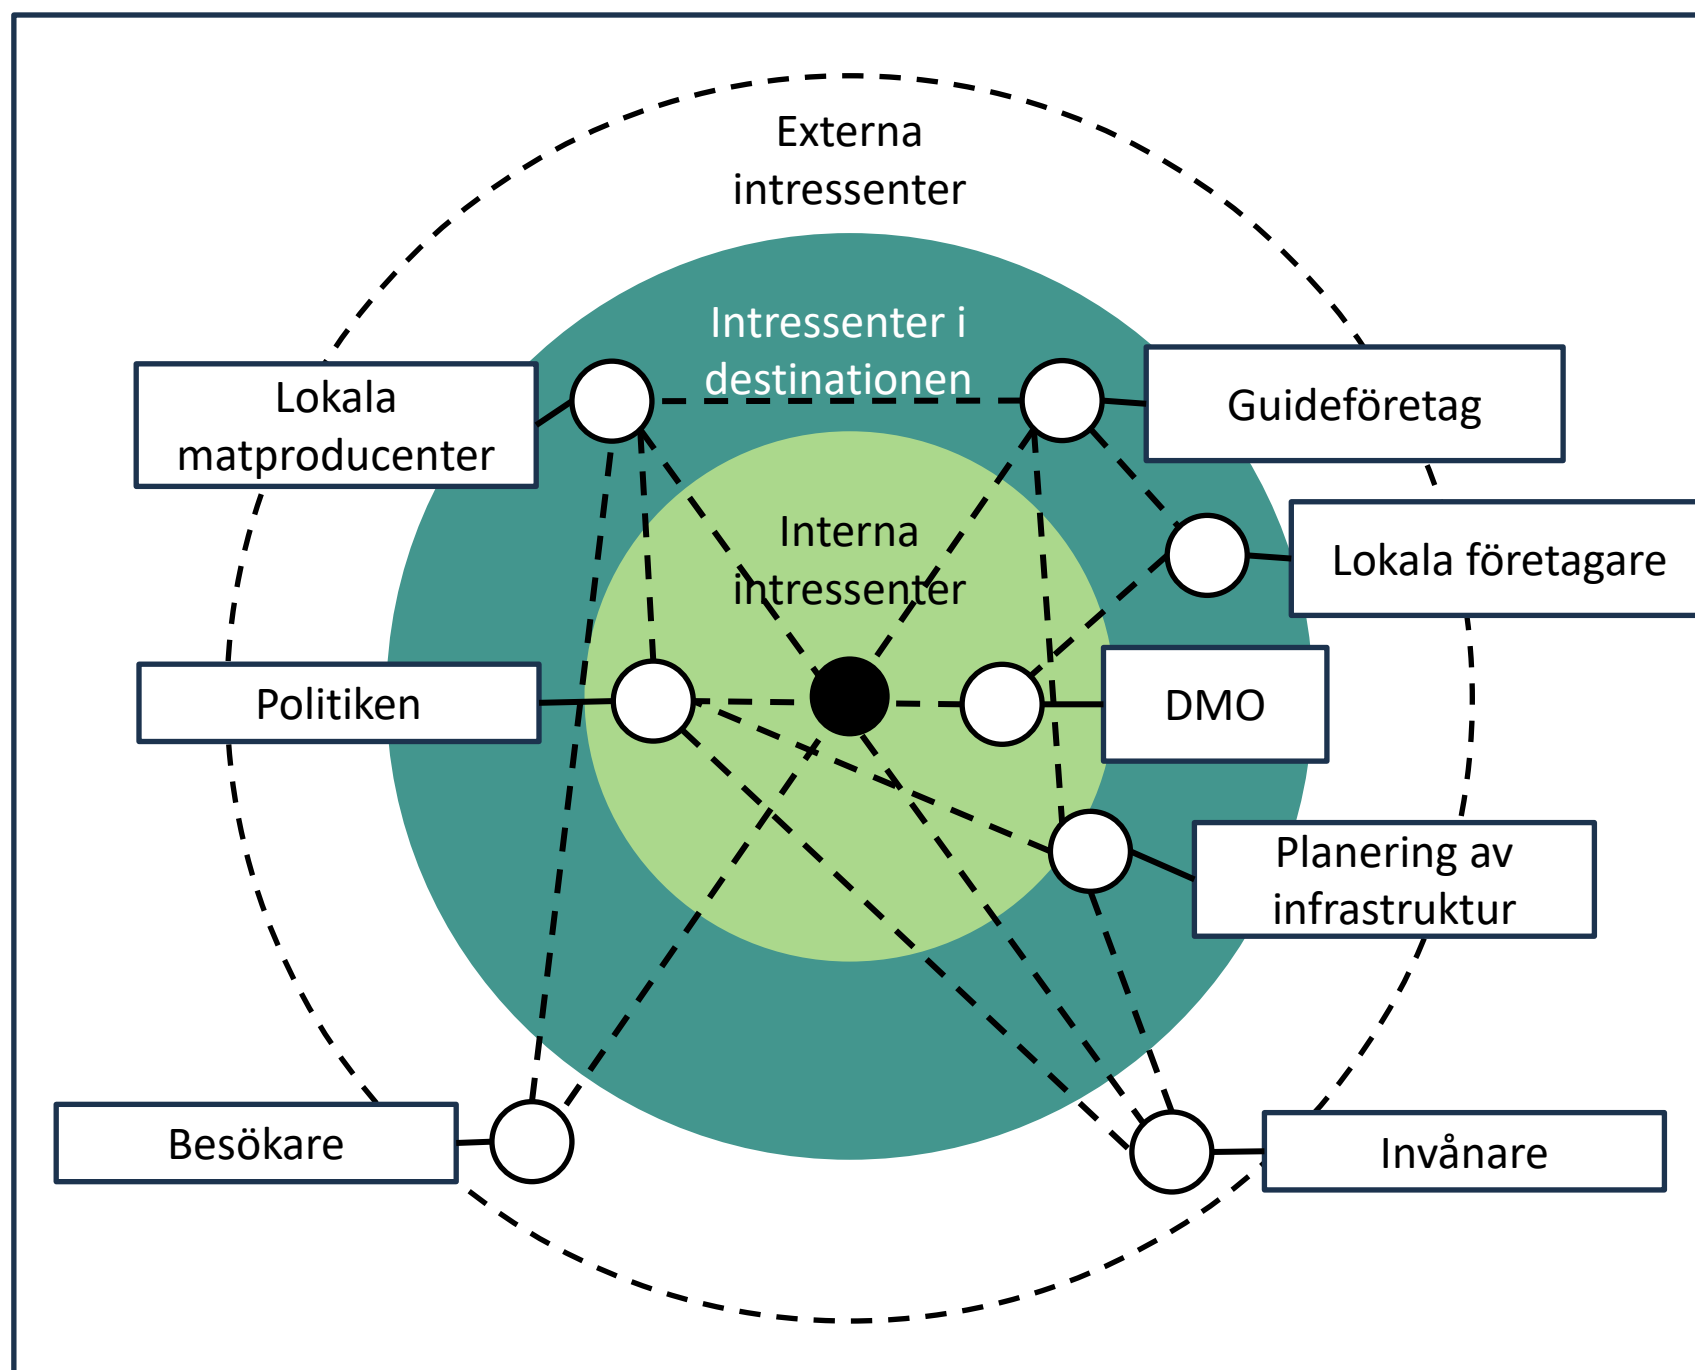 Externa
intressenter
Intressenter i
destinationen
Lokala
matproducenter
Guideföretag
Interna
intressenter
Lokala företagare
Politiken
DMO
Planering av
infrastruktur
Besökare
Invånare